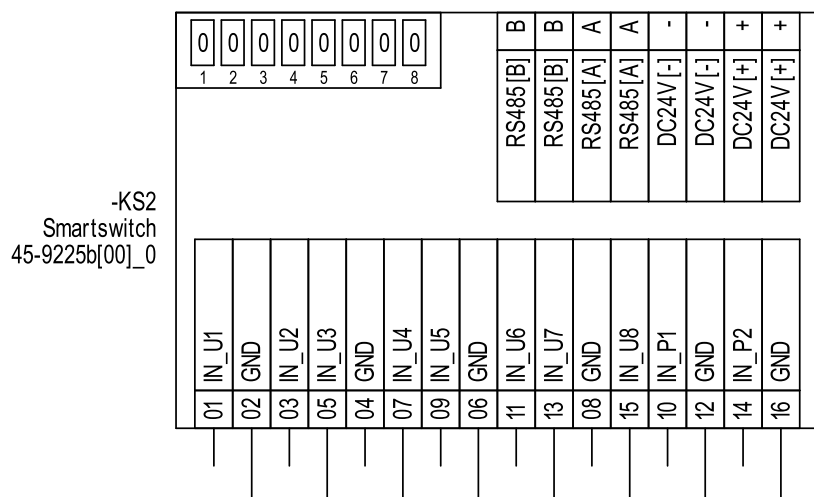 0 0 0 0 0 0 0 0
1 2 3 4 5 6 7 8
B B A A - - + +
RS485[B] RS485[B] RS485[A] RS485[A] DC24V[-] DC24V[-] DC24V[+] DC24V[+]
-KS2
Smartswitch
45-9225b[00]_0
IN_U1 GND IN_U2 IN_U3 GND IN_U4 IN_U5 GND IN_U6 IN_U7 GND IN_U8 IN_P1 GND IN_P2 GND
01 02 03 05 04 07 09 06 11 13 08 15 10 12 14 16